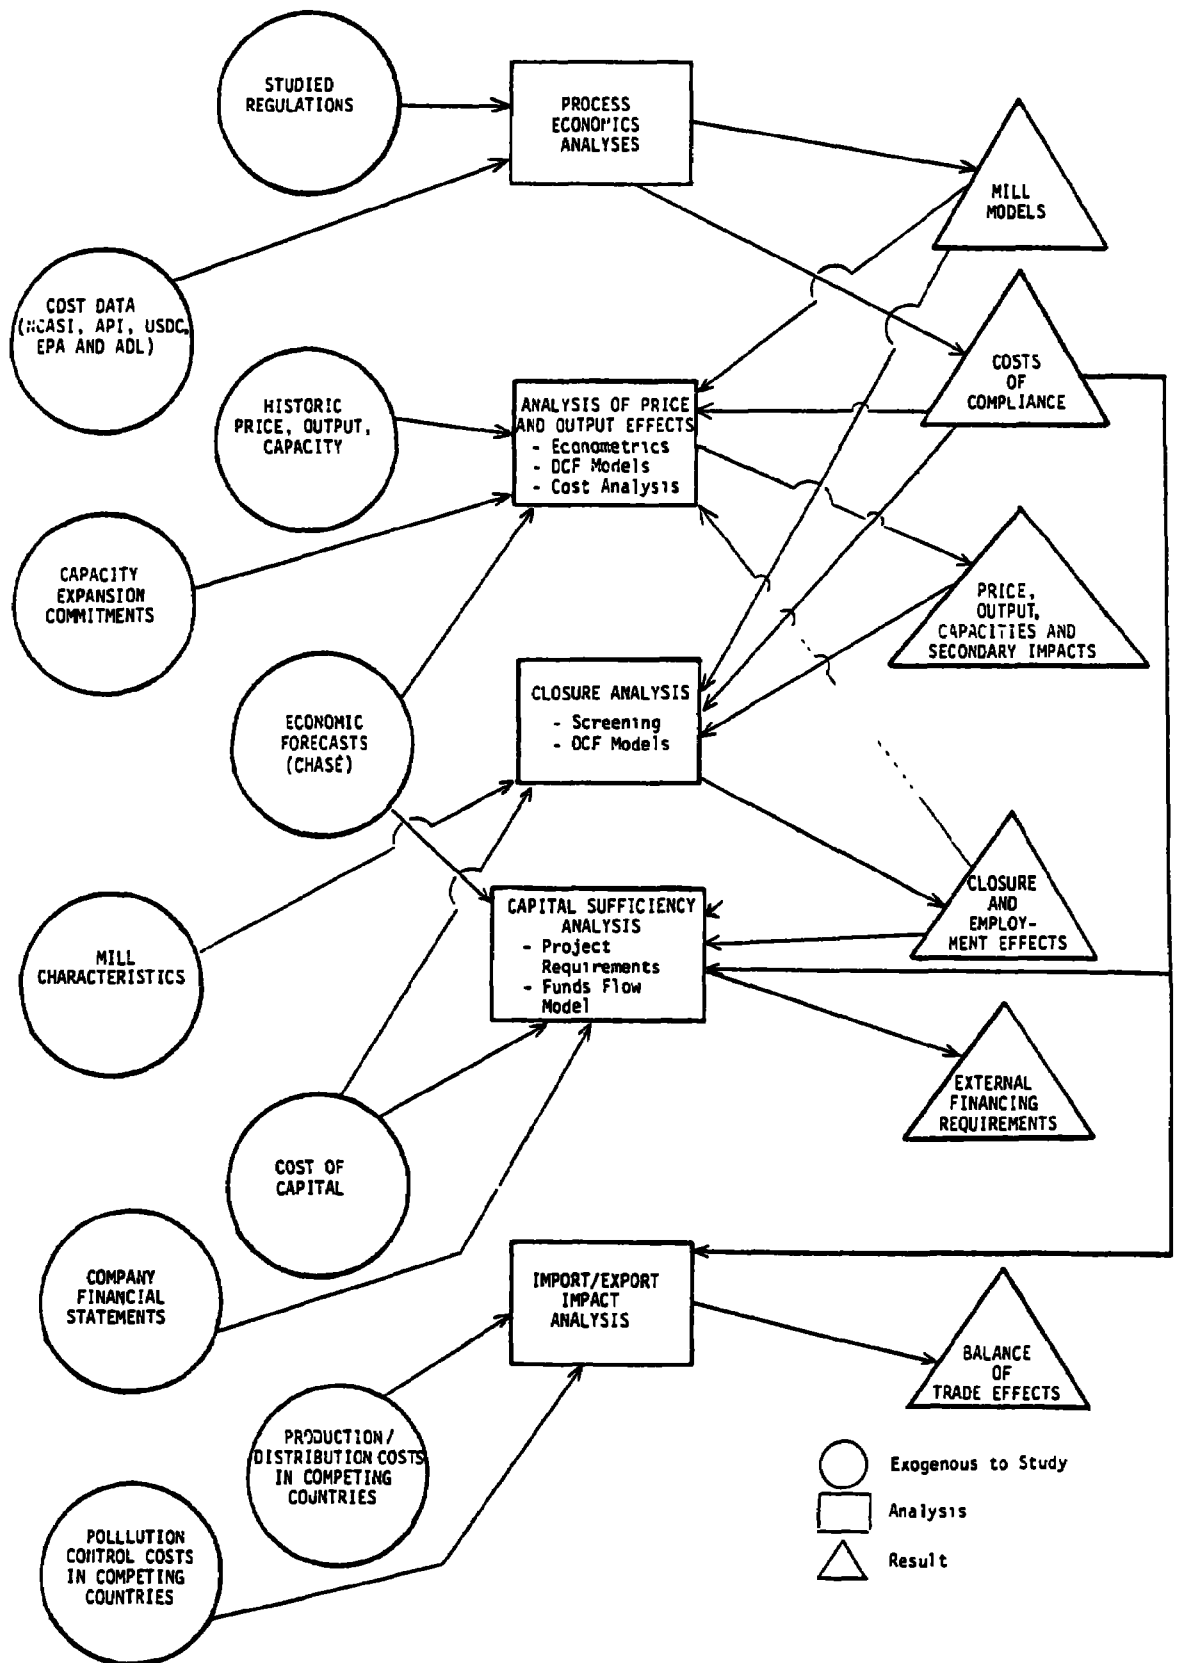 STUDIED
REGULATIONS
PROCESS
ECONOMICS
ANALYSES
MILL
MODELS
COST DATA
(NCASI, API, USDC,
EPA AND ADL)
COSTS
OF
COMPLIANCE
HISTORIC
PRICE, OUTPUT,
CAPACITY
ANALYSIS OF PRICE
AND OUTPUT EFFECTS
- Econometrics
- DCF Models
- Cost Analysis
CAPACITY
EXPANSION
COMMITMENTS
PRICE,
OUTPUT,
CAPACITIES AND
SECONDARY IMPACTS
ECONOMIC
FORECASTS
(CHASE)
CLOSURE ANALYSIS
- Screening
- DCF Models
MILL
CHARACTERISTICS
CAPITAL SUFFICIENCY
ANALYSIS
- Project
Requirements
- Funds Flow
Model
CLOSURE
AND
EMPLOY-
MENT EFFECTS
EXTERNAL
FINANCING
REQUIREMENTS
COST OF
CAPITAL
COMPANY
FINANCIAL
STATEMENTS
IMPORT/EXPORT
IMPACT
ANALYSIS
BALANCE
OF
TRADE EFFECTS
PRODUCTION/
DISTRIBUTION COSTS
IN COMPETING
COUNTRIES
POLLLUTION
CONTROL COSTS
IN COMPETING
COUNTRIES
Exogenous to Study
Analysis
Result